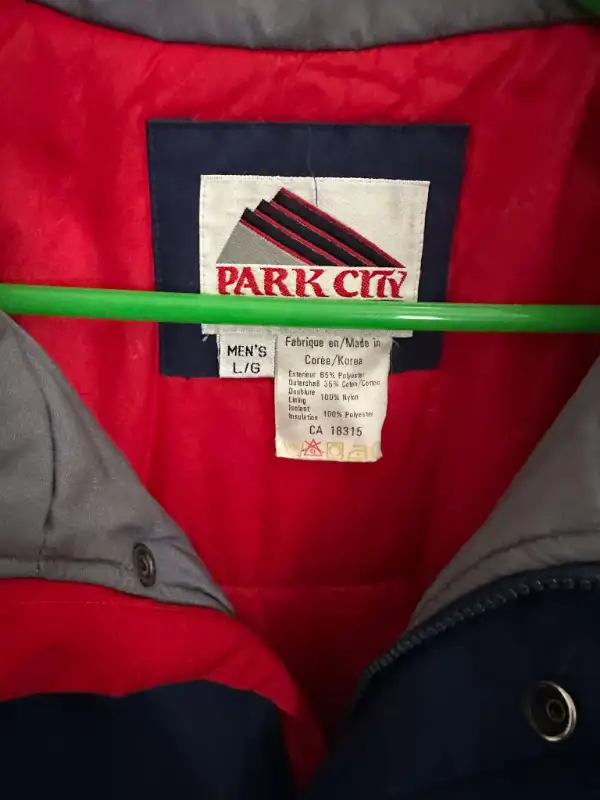 PARK CITY
MEN'S
L/G
Fabriqué en/Made in
Corée/Korea
Exterieur 65% Polyester
Outershell 35% Coton/Cotton
Doublure
Lining 100% Nylon
Isolant
Insulation 100% Polyester
CA 18315